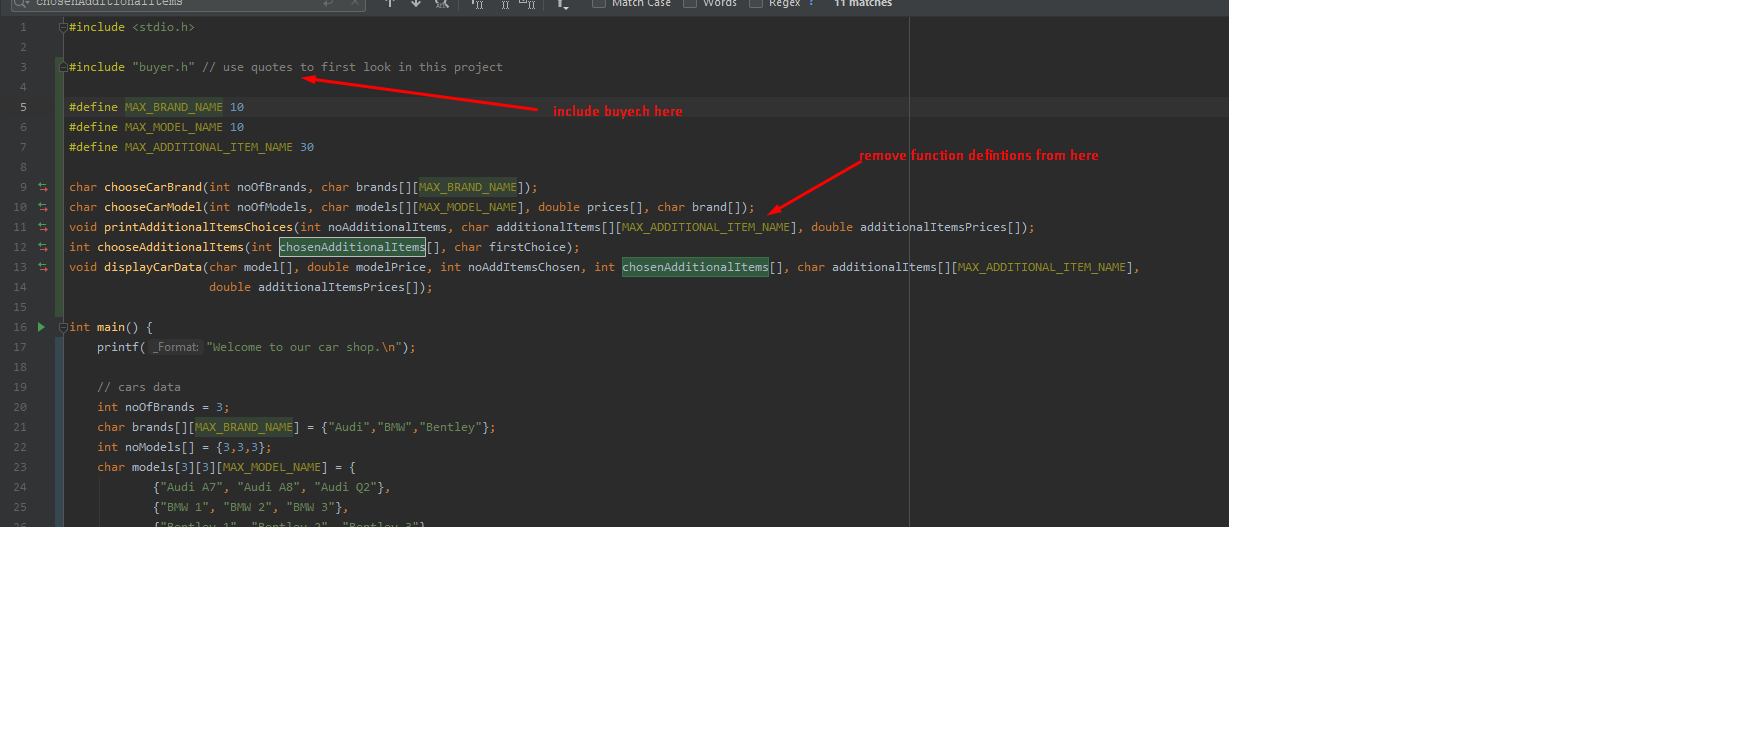 chosenAdditionalItems Match Case Words Regex ? 11 matches
1 #include <stdio.h>
2
3 #include "buyer.h" // use quotes to first look in this project
4
5 #define MAX_BRAND_NAME 10
include buyer.h here
6 #define MAX_MODEL_NAME 10
7 #define MAX_ADDITIONAL_ITEM_NAME 30
remove function defintions from here
8
9 char chooseCarBrand(int noOfBrands, char brands[][MAX_BRAND_NAME]);
10 char chooseCarModel(int noOfModels, char models[][MAX_MODEL_NAME], double prices[], char brand[]);
11 void printAdditionalItemsChoices(int noAdditionalItems, char additionalItems[][MAX_ADDITIONAL_ITEM_NAME], double additionalItemsPrices[]);
12 int chooseAdditionalItems(int chosenAdditionalItems[], char firstChoice);
13 void displayCarData(char model[], double modelPrice, int noAddItemsChosen, int chosenAdditionalItems[], char additionalItems[][MAX_ADDITIONAL_ITEM_NAME],
14 double additionalItemsPrices[]);
15
16 int main() {
17 printf( _Format: "Welcome to our car shop.\n");
18
19 // cars data
20 int noOfBrands = 3;
21 char brands[][MAX_BRAND_NAME] = {"Audi","BMW","Bentley"};
22 int noModels[] = {3,3,3};
23 char models[3][3][MAX_MODEL_NAME] = {
24 {"Audi A7", "Audi A8", "Audi Q2"},
25 {"BMW 1", "BMW 2", "BMW 3"},
26 {"Bentley 1", "Bentley 2", "Bentley 3"}